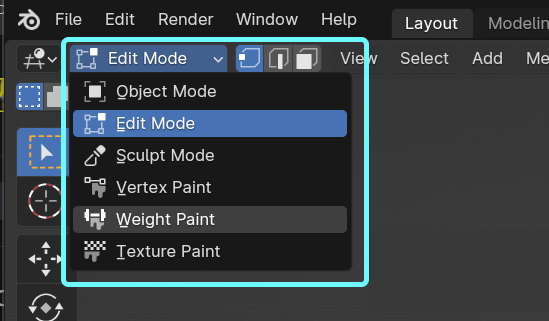 File Edit Render Window Help Layout Modelin
Edit Mode View Select Add Me
Object Mode
Edit Mode
Sculpt Mode
Vertex Paint
Weight Paint
Texture Paint